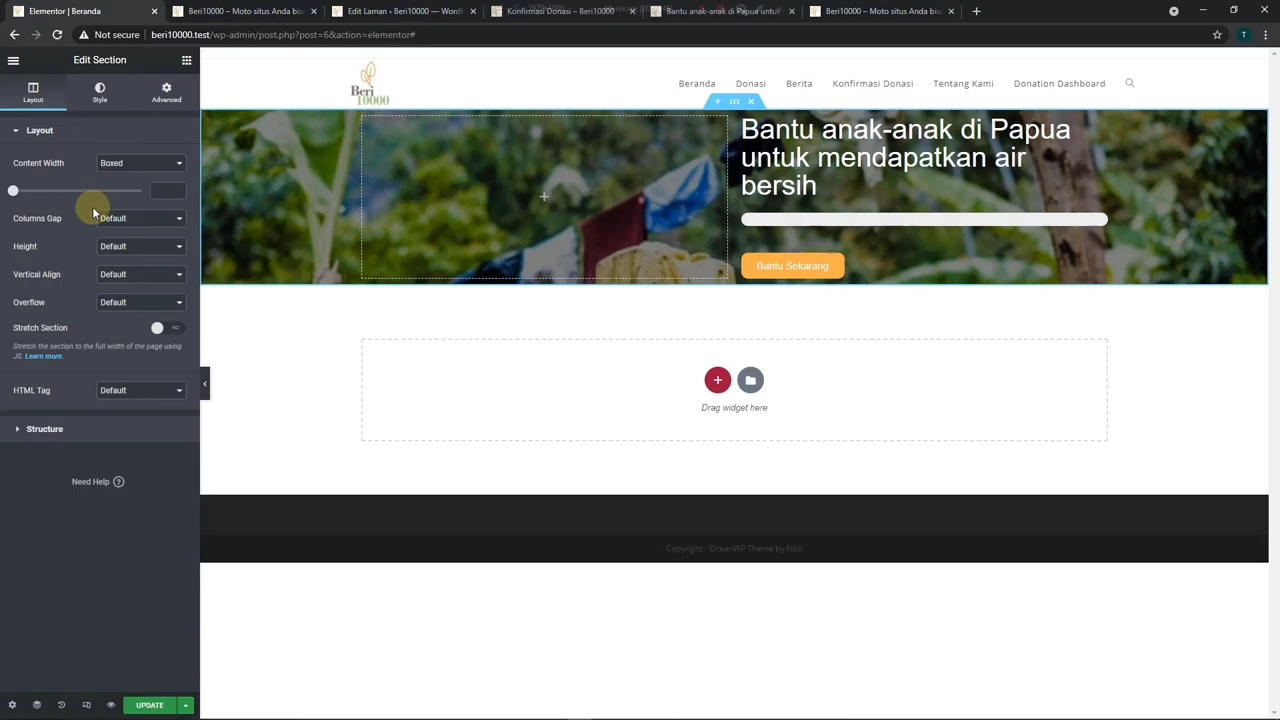 Elementor | Beranda
Beri10000 – Moto situs Anda bis
Edit Laman ‹ Beri10000 — WordF
Konfirmasi Donasi – Beri10000
Bantu anak-anak di Papua untuk
Beri10000 – Moto situs Anda bis
Not secure
beri10000.test/wp-admin/post.php?post=6&action=elementor#
T
Edit Section
Layout
Style
Advanced
Layout
Content Width
Boxed
Columns Gap
Default
Height
Default
Vertical Align
Default
Overflow
Default
Stretch Section
NO
Stretch the section to the full width of the page using
JS. Learn more.
ML Tag
Default
Structure
Need Help
UPDATE
Beri
10000
Beranda
Donasi
Berita
Konfirmasi Donasi
Tentang Kami
Donation Dashboard
Bantu anak-anak di Papua
untuk mendapatkan air
bersih
Bantu Sekarang
Drag widget here
Copyright - OceanWP Theme by Nick